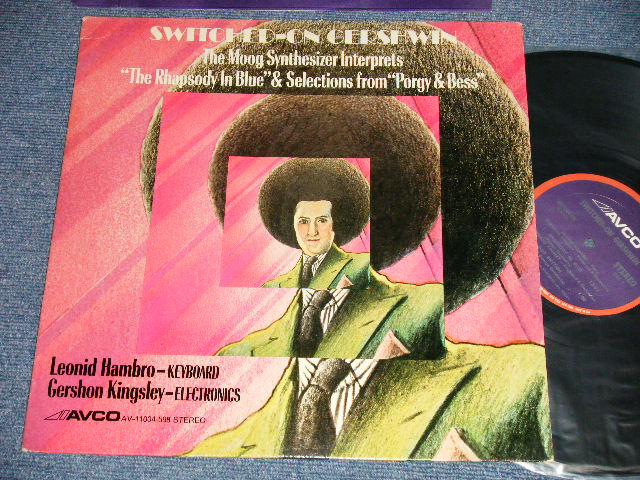 SWITCHED-ON GERSHWIN
The Moog Synthesizer Interprets
"The Rhapsody In Blue" & Selections from "Porgy & Bess"
Leonid Hambro–KEYBOARD
Gershon Kingsley–ELECTRONICS
AVCO AV-11004-598 STEREO
AVCO